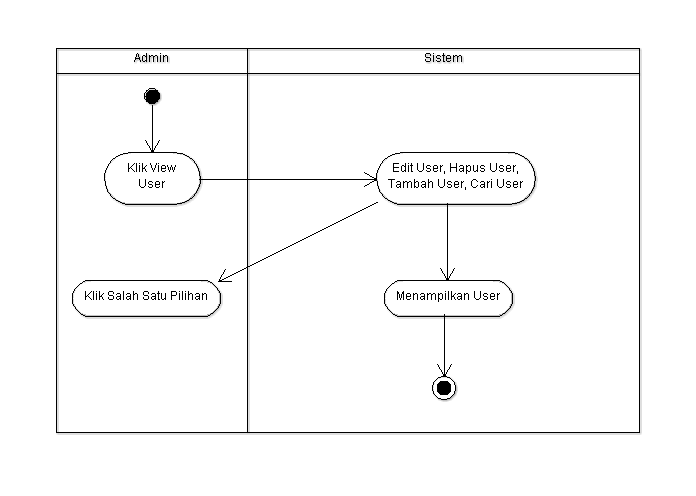 Admin
Sistem
Klik View
User
Edit User, Hapus User,
Tambah User, Cari User
Klik Salah Satu Pilihan
Menampilkan User